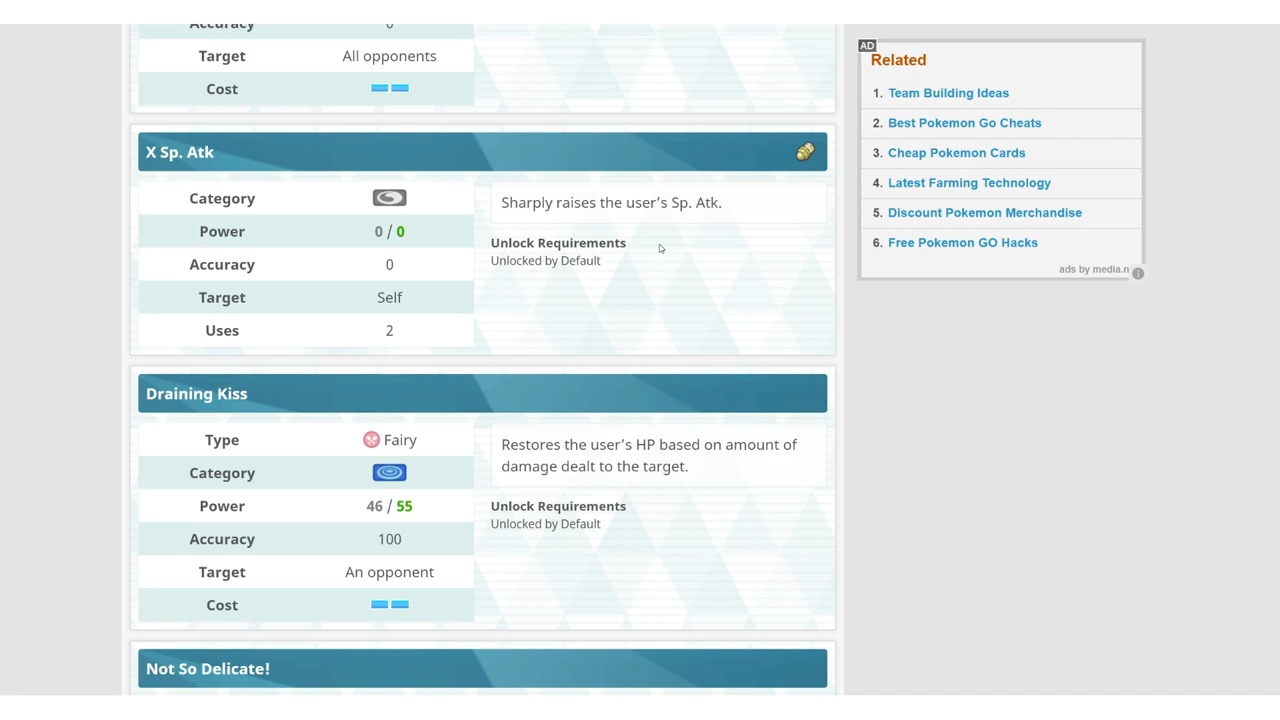 Accuracy 0
Target All opponents
Cost
X Sp. Atk
Category
Sharply raises the user's Sp. Atk.
Power 0 / 0
Unlock Requirements
Unlocked by Default
Accuracy 0
Target Self
Uses 2
Draining Kiss
Type Fairy
Restores the user's HP based on amount of
damage dealt to the target.
Category
Power 46 / 55
Unlock Requirements
Unlocked by Default
Accuracy 100
Target An opponent
Cost
Not So Delicate!
AD
Related
1. Team Building Ideas
2. Best Pokemon Go Cheats
3. Cheap Pokemon Cards
4. Latest Farming Technology
5. Discount Pokemon Merchandise
6. Free Pokemon GO Hacks
ads by media.n